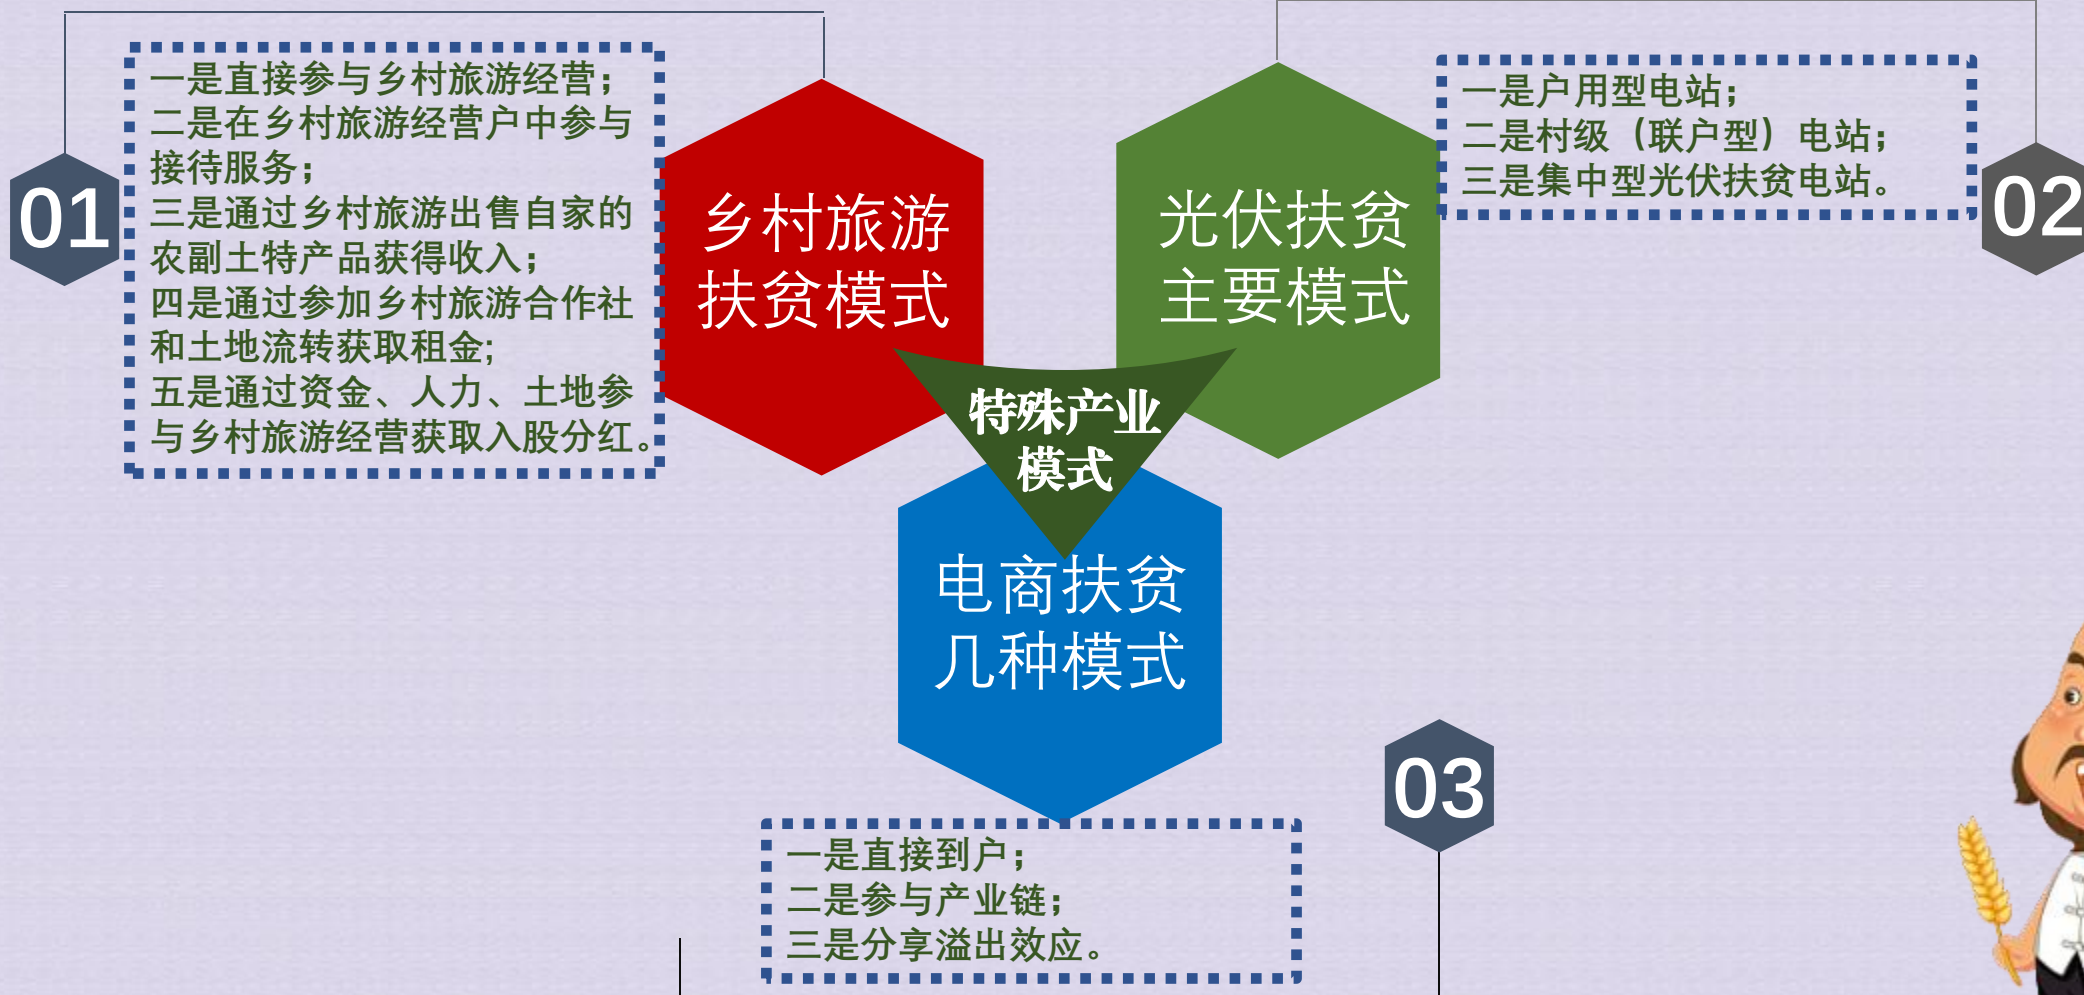 01
一是直接参与乡村旅游经营；
二是在乡村旅游经营户中参与
接待服务；
三是通过乡村旅游出售自家的
农副土特产品获得收入；
四是通过参加乡村旅游合作社
和土地流转获取租金;
五是通过资金、人力、土地参
与乡村旅游经营获取入股分红。
乡村旅游
扶贫模式
光伏扶贫
主要模式
一是户用型电站；
二是村级（联户型）电站；
三是集中型光伏扶贫电站。
02
特殊产业
模式
电商扶贫
几种模式
03
一是直接到户；
二是参与产业链；
三是分享溢出效应。